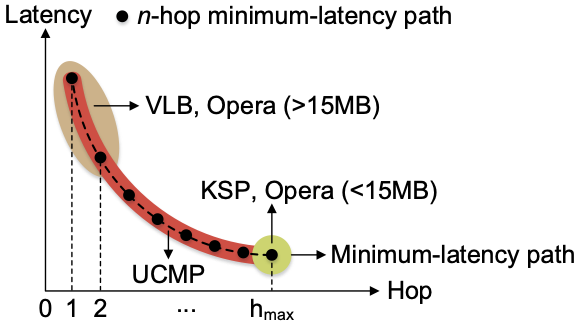 Latency
n-hop minimum-latency path
VLB, Opera (>15MB)
KSP, Opera (<15MB)
Minimum-latency path
UCMP
Hop
0 1 2 ... hmax